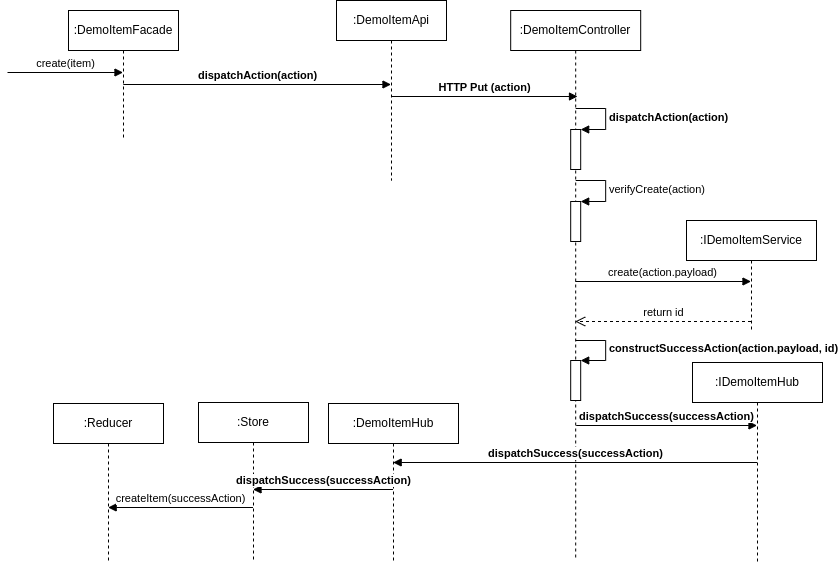 :DemoItemFacade
:DemoItemApi
:DemoItemController
create(item)
dispatchAction(action)
HTTP Put (action)
dispatchAction(action)
verifyCreate(action)
:IDemoItemService
create(action.payload)
return id
constructSuccessAction(action.payload, id)
:IDemoItemHub
:Reducer
:Store
:DemoItemHub
dispatchSuccess(successAction)
dispatchSuccess(successAction)
dispatchSuccess(successAction)
createItem(successAction)